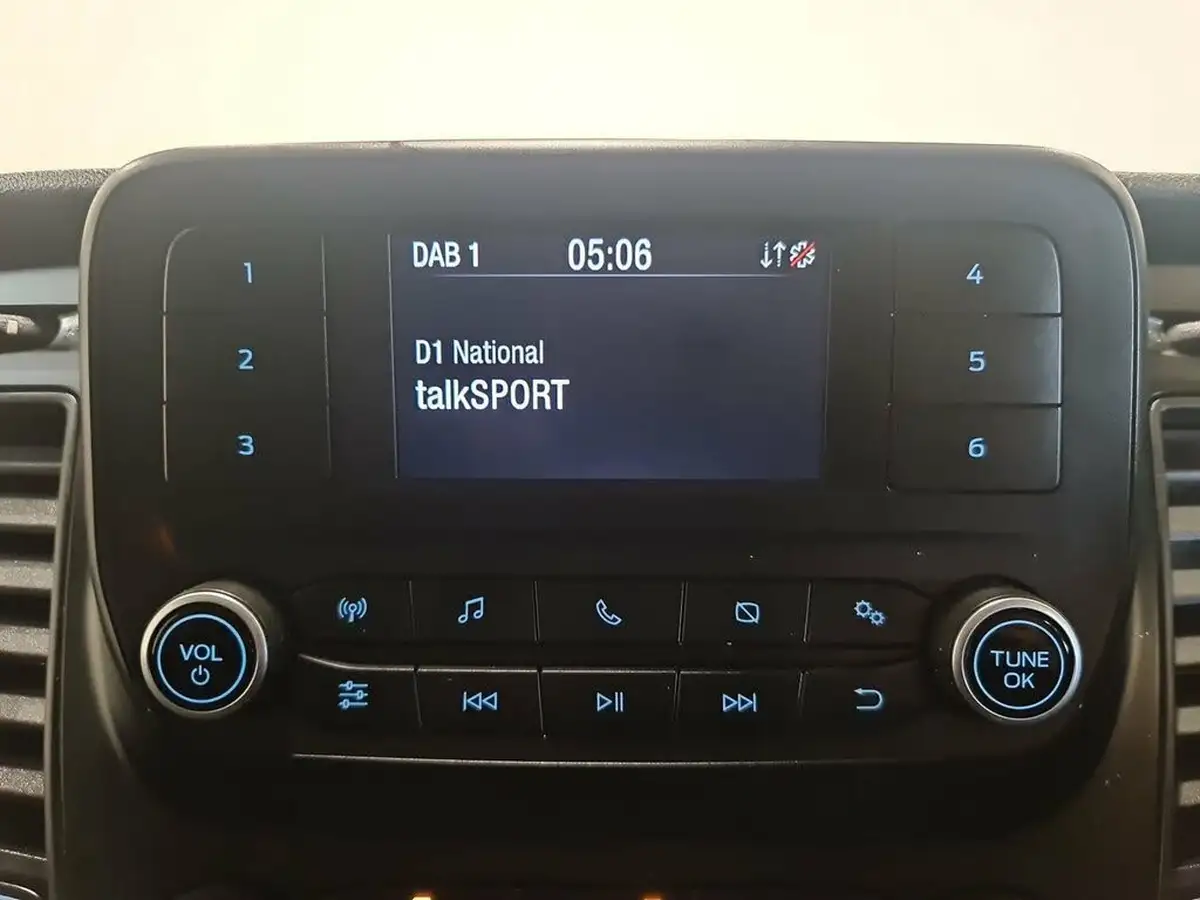 DAB 1 05:06
D1 National
talkSPORT
1
2
3
4
5
6
VOL
TUNE
OK